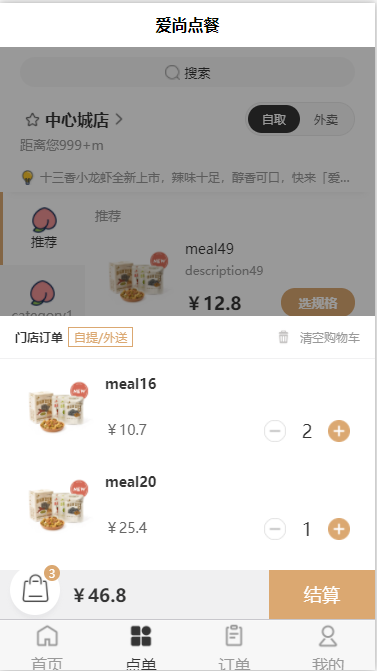 爱尚点餐
搜索
中心城店
自取
外卖
距离您999+m
十三香小龙虾全新上市，辣味十足，醇香可口，快来「爱...
推荐
推荐
meal49
description49
￥12.8
选规格
category1
门店订单
自提/外送
清空购物车
NEW
meal16
￥10.7
2
NEW
meal20
￥25.4
1
3
￥46.8
结算
首页
点单
订单
我的